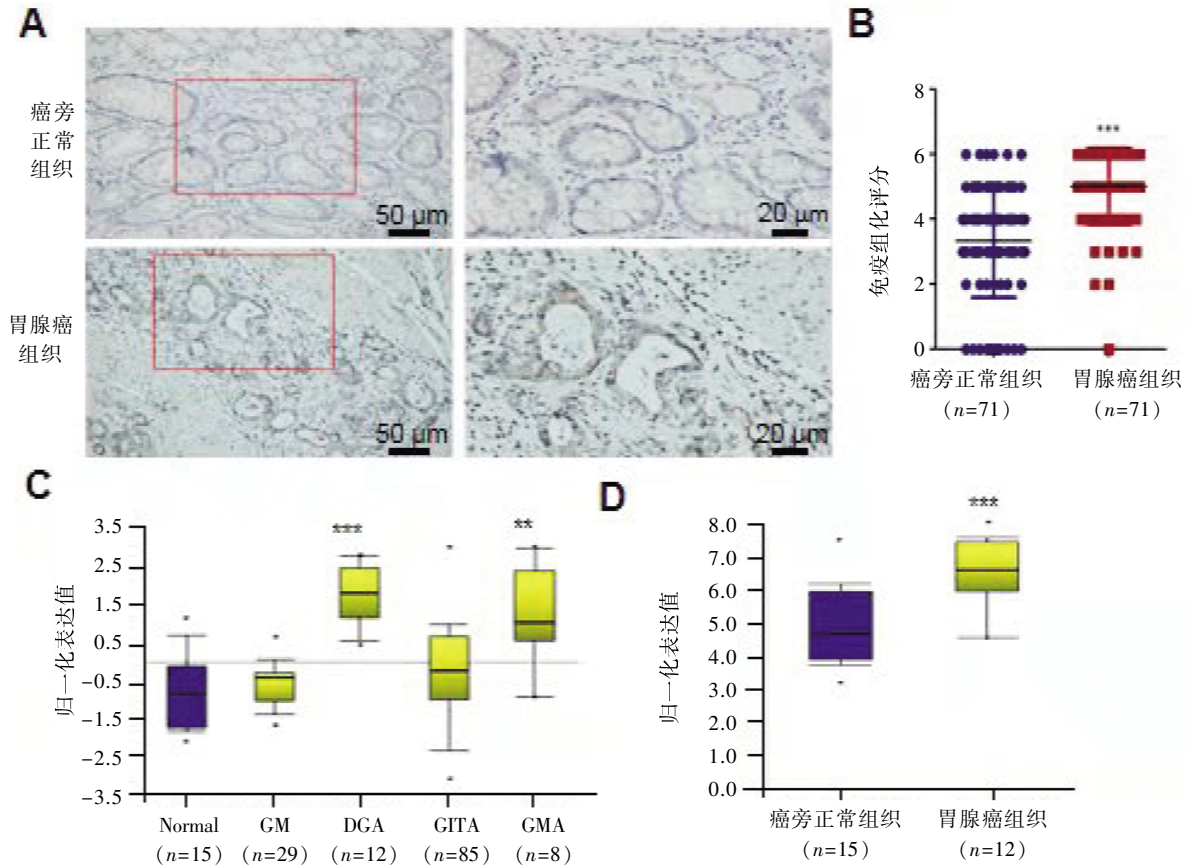 A
癌旁
正常
组织
50 μm
20 μm
胃腺癌
组织
50 μm
20 μm
B
免疫组化评分
8
6
4
2
0
***
癌旁正常组织
(n=71)
胃腺癌组织
(n=71)
C
归一化表达值
3.5
2.5
1.5
0.5
-0.5
-1.5
-2.5
-3.5
***
**
Normal GM DGA GITA GMA
(n=15) (n=29) (n=12) (n=85) (n=8)
D
归一化表达值
8.0
7.0
6.0
5.0
4.0
3.0
2.0
1.0
0.0
***
癌旁正常组织 胃腺癌组织
(n=15) (n=12)